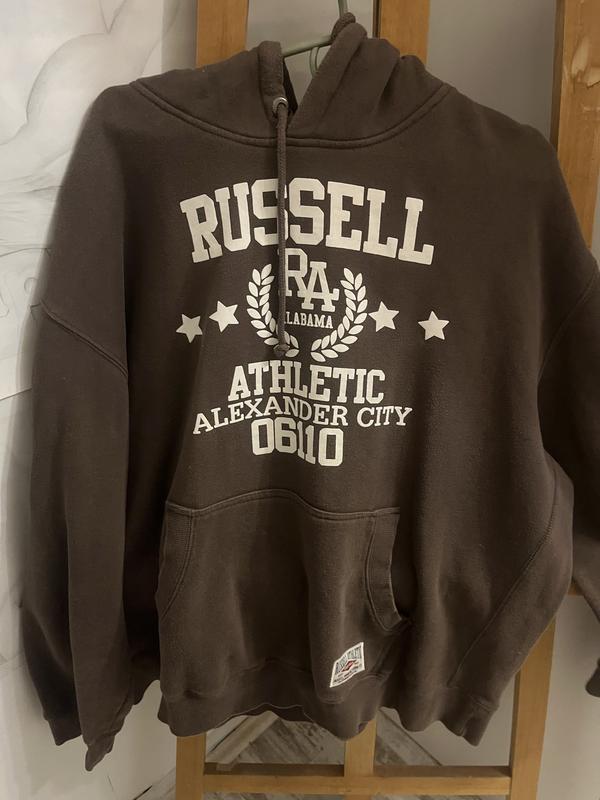 RUSSELL
RA
ALABAMA
ATHLETIC
ALEXANDER CITY
06110